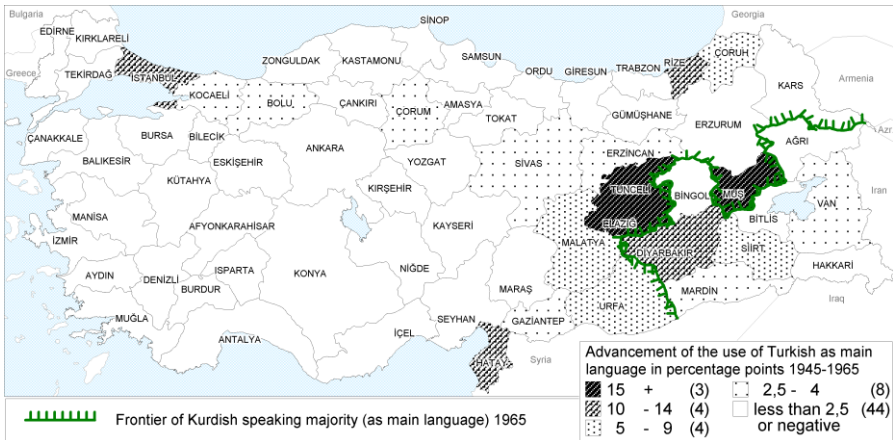 Bulgaria
Georgia
SİNOP
EDİRNE
KIRKLARELİ
ZONGULDAK
KASTAMONU
SAMSUN
ORDU
GİRESUN
TRABZON
RİZE
ÇORUH
Greece
TEKİRDAĞ
İSTANBUL
KARS
Armenia
KOCAELİ
BOLU
ÇANKIRI
ÇORUM
AMASYA
TOKAT
GÜMÜŞHANE
ERZURUM
Azr
ÇANAKKALE
BURSA
BİLECİK
ANKARA
AĞRI
BALIKESİR
ESKİŞEHİR
YOZGAT
SİVAS
ERZİNCAN
KÜTAHYA
KIRŞEHİR
TUNCELİ
BİNGOL
MUŞ
Iran
MANİSA
AFYONKARAHİSAR
KAYSERİ
ELAZIĞ
BİTLİS
VAN
İZMİR
MALATYA
DİYARBAKIR
SİİRT
AYDIN
DENİZLİ
ISPARTA
BURDUR
KONYA
NİĞDE
MARAŞ
HAKKARİ
MUĞLA
ANTALYA
İÇEL
SEYHAN
GAZİANTEP
URFA
MARDİN
Iraq
HATAY
Syria
Advancement of the use of Turkish as main
language in percentage points 1945-1965
15 + (3) 2,5 - 4 (8)
10 - 14 (4) less than 2,5 (44)
5 - 9 (4) or negative
Frontier of Kurdish speaking majority (as main language) 1965